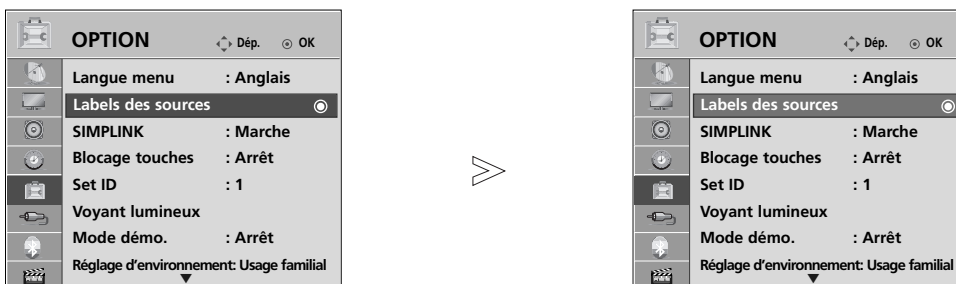 OPTION Dép. OK
Langue menu : Anglais
Labels des sources
SIMPLINK : Marche
Blocage touches : Arrêt
Set ID : 1
Voyant lumineux
Mode démo. : Arrêt
Réglage d'environnement: Usage familial
OPTION Dép. OK
Langue menu : Anglais
Labels des sources
SIMPLINK : Marche
Blocage touches : Arrêt
Set ID : 1
Voyant lumineux
Mode démo. : Arrêt
Réglage d'environnement: Usage familial